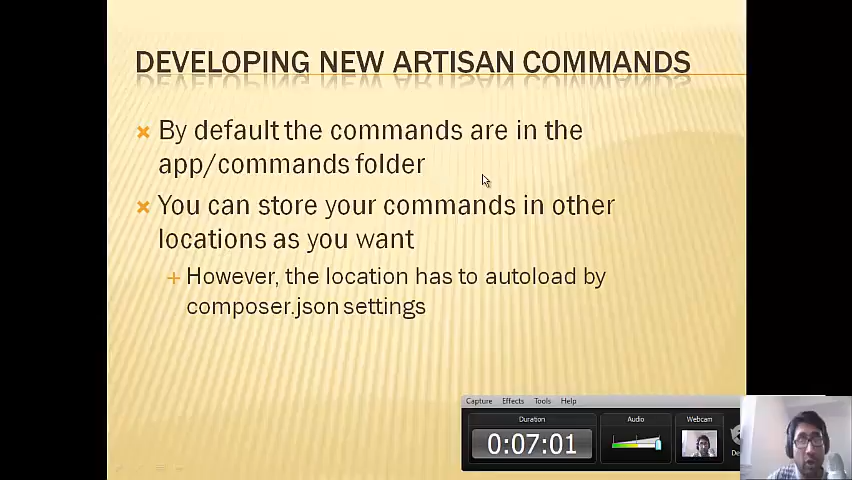 DEVELOPING NEW ARTISAN COMMANDS
By default the commands are in the
app/commands folder
You can store your commands in other
locations as you want
However, the location has to autoload by
composer.json settings
Capture Effects Tools Help
Duration Audio Webcam
0:07:01